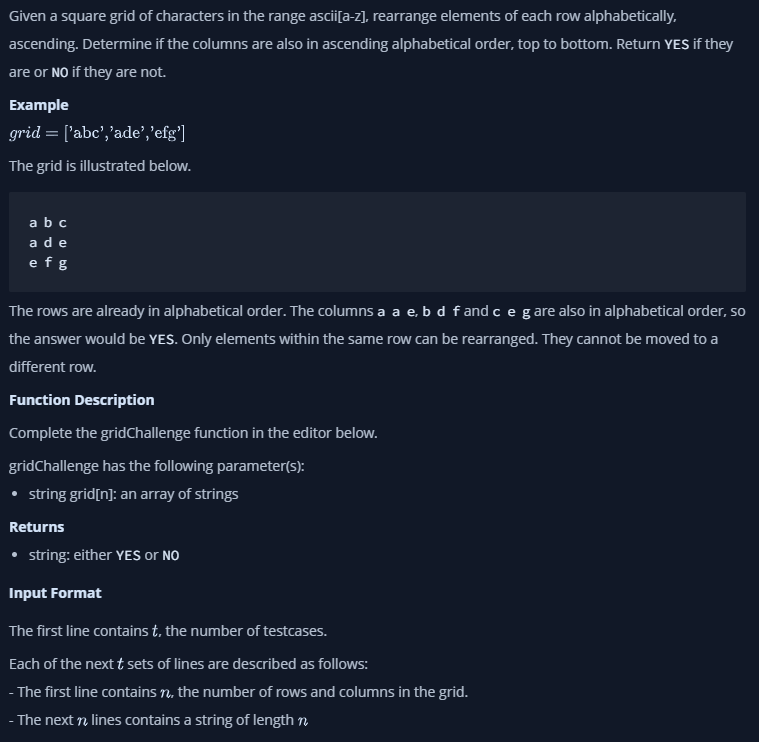 Given a square grid of characters in the range ascii[a-z], rearrange elements of each row alphabetically,
ascending. Determine if the columns are also in ascending alphabetical order, top to bottom. Return YES if they
are or NO if they are not.
Example
grid = ['abc','ade','efg']
The grid is illustrated below.
a b c
a d e
e f g
The rows are already in alphabetical order. The columns a a e, b d f and c e g are also in alphabetical order, so
the answer would be YES. Only elements within the same row can be rearranged. They cannot be moved to a
different row.
Function Description
Complete the gridChallenge function in the editor below.
gridChallenge has the following parameter(s):
• string grid[n]: an array of strings
Returns
• string: either YES or NO
Input Format
The first line contains t, the number of testcases.
Each of the next t sets of lines are described as follows:
- The first line contains n, the number of rows and columns in the grid.
- The next n lines contains a string of length n